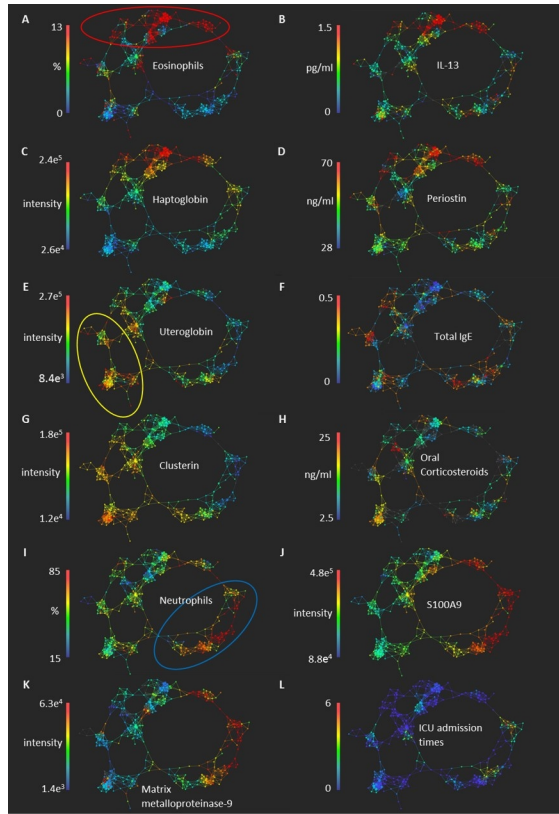 A
13
%
0
Eosinophils
B
1.5
pg/ml
0
IL-13
C
2.4e⁵
intensity
2.6e⁴
Haptoglobin
D
70
ng/ml
28
Periostin
E
2.7e⁵
intensity
8.4e³
Uteroglobin
F
0.5
0
Total IgE
G
1.8e⁵
intensity
1.2e⁴
Clusterin
H
25
ng/ml
2.5
Oral
Corticosteroids
I
85
%
15
Neutrophils
J
4.8e⁵
intensity
8.8e⁴
S100A9
K
6.3e⁴
intensity
1.4e³
Matrix
metalloproteinase-9
L
6
0
ICU admission
times